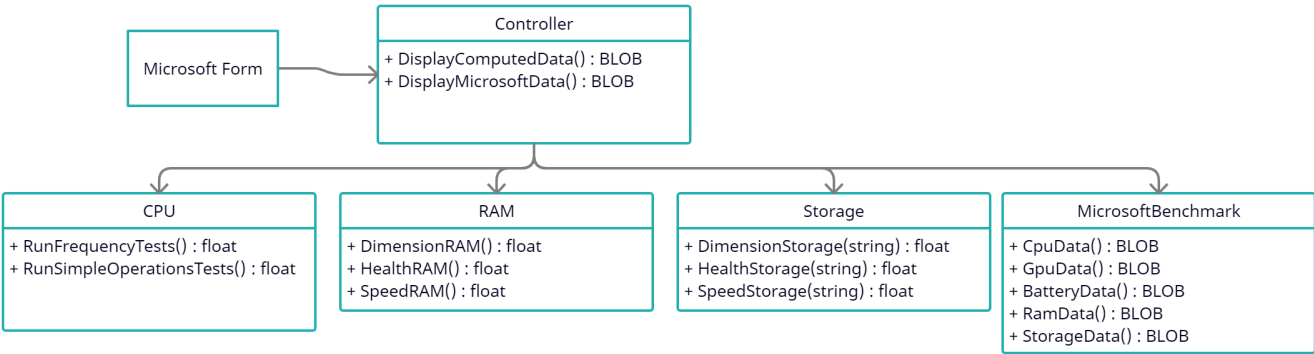 Microsoft Form
Controller
+ DisplayComputedData() : BLOB
+ DisplayMicrosoftData() : BLOB
CPU
+ RunFrequencyTests() : float
+ RunSimpleOperationsTests() : float
RAM
+ DimensionRAM() : float
+ HealthRAM() : float
+ SpeedRAM() : float
Storage
+ DimensionStorage(string) : float
+ HealthStorage(string) : float
+ SpeedStorage(string) : float
MicrosoftBenchmark
+ CpuData() : BLOB
+ GpuData() : BLOB
+ BatteryData() : BLOB
+ RamData() : BLOB
+ StorageData() : BLOB